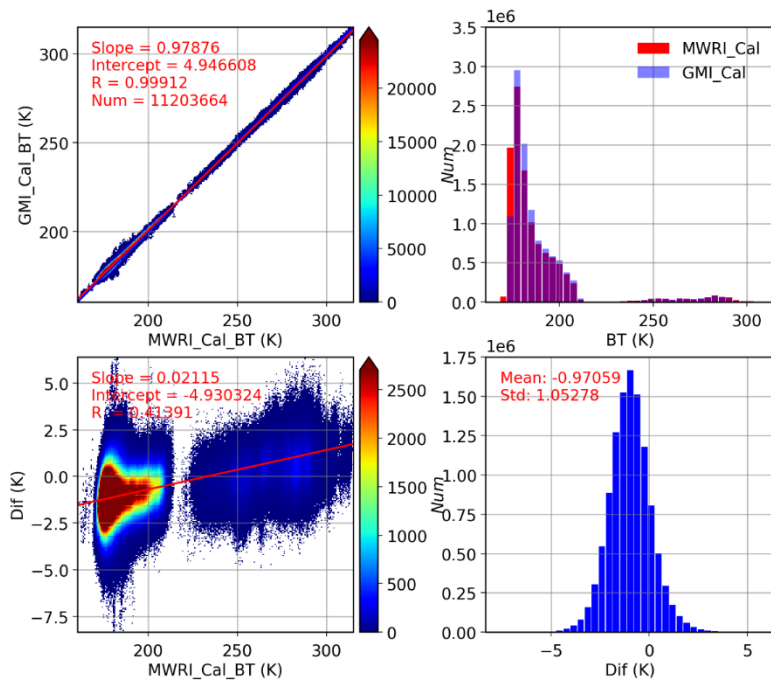 Slope = 0.97876
Intercept = 4.946608
R = 0.99912
Num = 11203664
300
250
200
GMI_Cal_BT (K)
200
250
300
MWRI_Cal_BT (K)
20000
15000
10000
5000
0
1e6
MWRI_Cal
GMI_Cal
3.5
3.0
2.5
2.0
1.5
1.0
0.5
0.0
Num
200
250
300
BT (K)
Slope = 0.02115
Intercept = -4.930324
R = 0.41391
5.0
2.5
0.0
−2.5
−5.0
−7.5
Dif (K)
200
250
300
MWRI_Cal_BT (K)
2500
2000
1500
1000
500
0
1e6
Mean: -0.97059
Std: 1.05278
1.75
1.50
1.25
1.00
0.75
0.50
0.25
0.00
Num
−5
0
5
Dif (K)